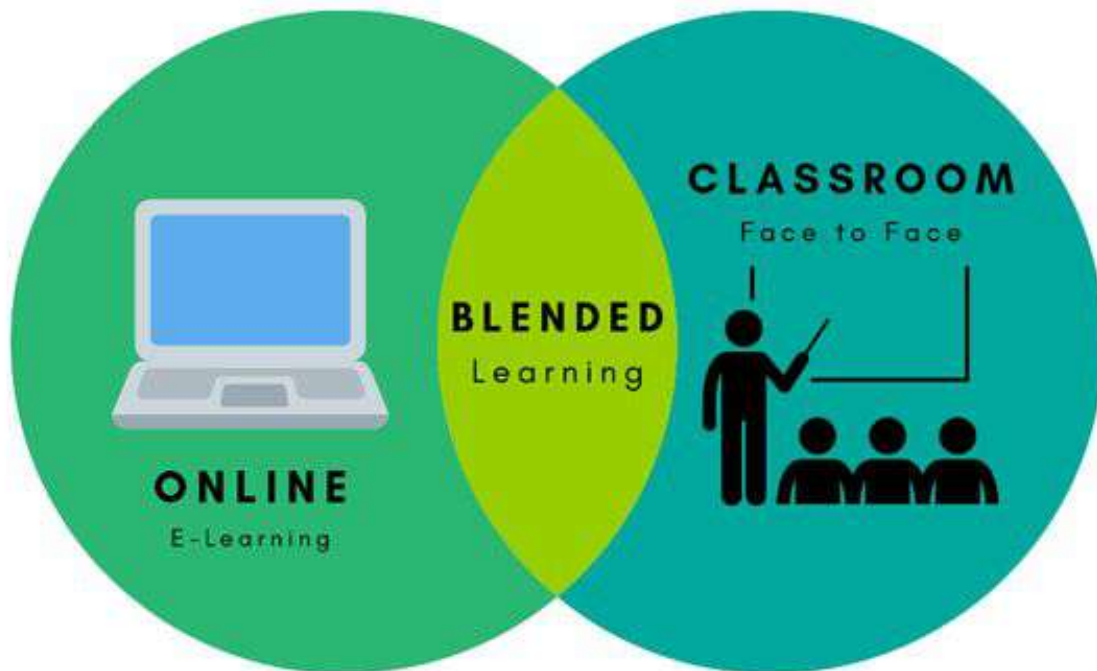 ONLINE
E-Learning
BLENDED
Learning
CLASSROOM
Face to Face